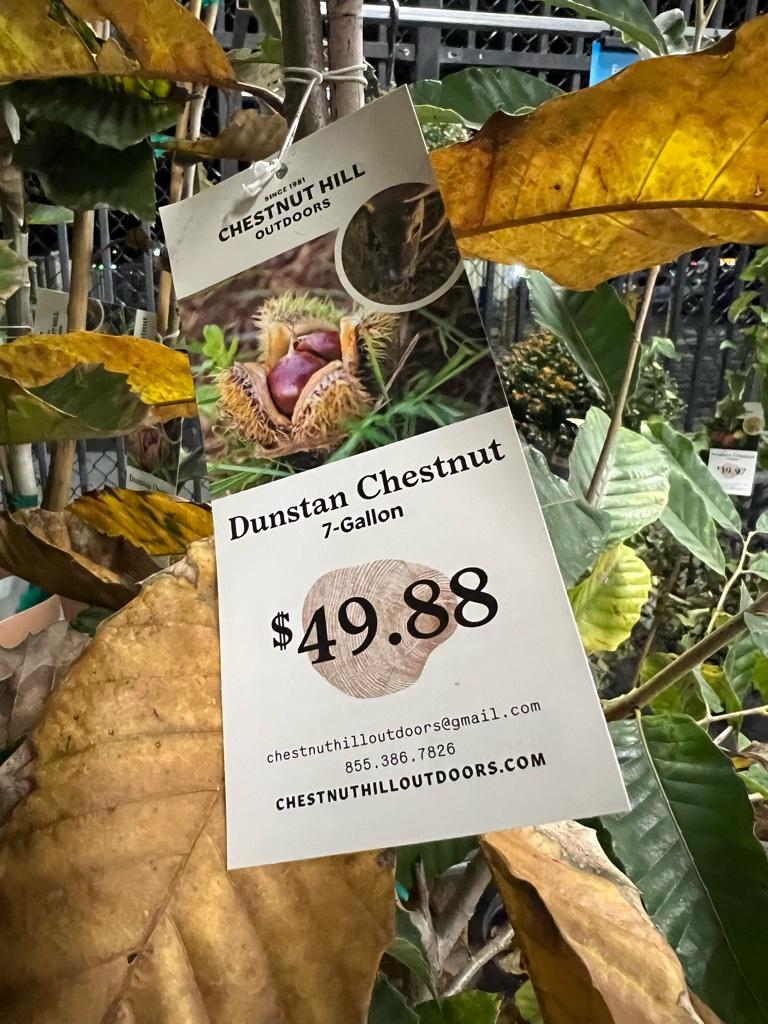 SINCE 1981
CHESTNUT HILL
OUTDOORS
Dunstan Chestnut
7-Gallon
$49.88
chestnuthilloutdoors@gmail.com
855.386.7826
CHESTNUTHILLOUTDOORS.COM